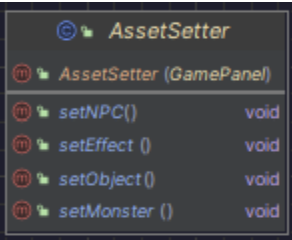 AssetSetter
AssetSetter (GamePanel)
setNPC() void
setEffect () void
setObject() void
setMonster () void